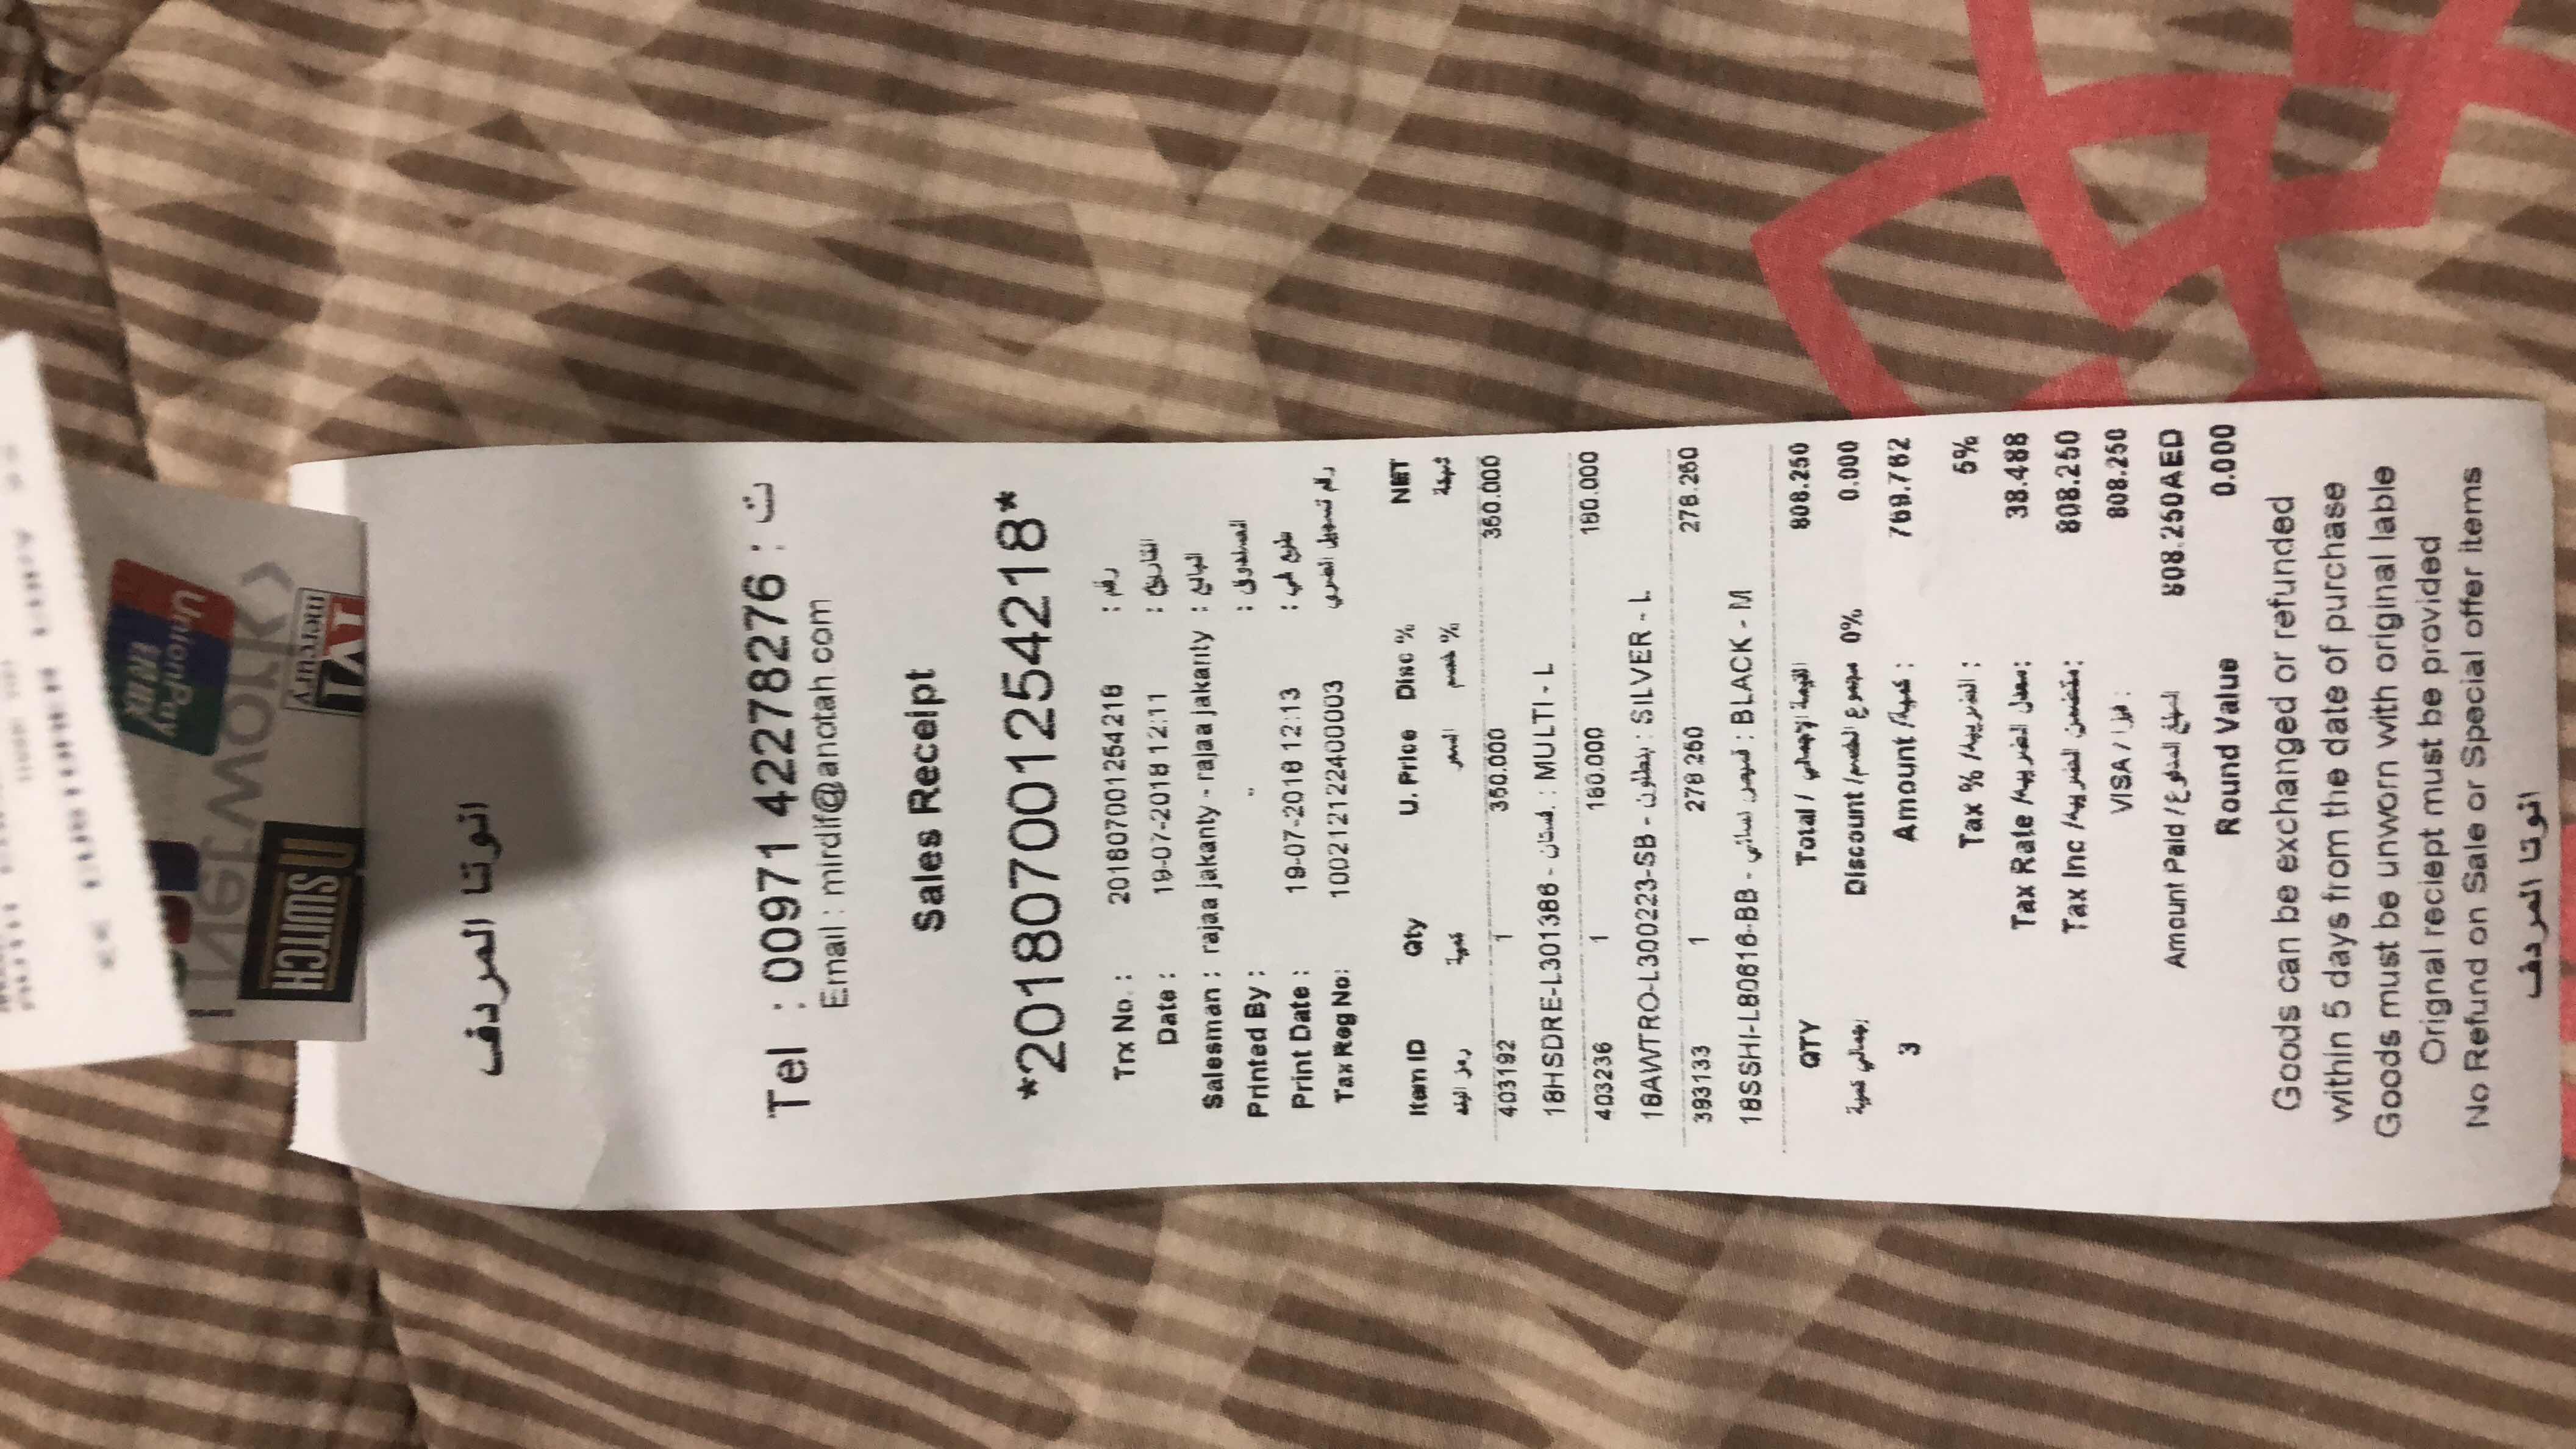 << CUSTOMER COPY >>
UnionPay
Network>
SWITCH
mercury
انوتا المردف
Tel : 00971 42278276 : ت
Email : mirdif@anotah.com
Sales Receipt
*201807001254218*
Trx No. : 201807001254218 رقم :
Date : 19-07-2018 12:11 التاريخ :
Salesman : rajaa jakanty - rajaa jakanty البائع :
Printed By : - الصندوق :
Print Date : 19-07-2018 12:13 طبع في :
Tax Reg No: 100212122400003 رقم تسجيل الضري
Item ID Qty U. Price Disc % NET
رمز البند كمية السعر خصم %
403192 1 350.000 350.000
18HSDRE-L301386 - فستان. : MULTI - L
403236 1 180.000 180.000
18AWTRO-L300223-SB - بنطلون : SILVER - L
393133 1 278.250 278.250
18SSHI-L80616-BB - قميص نسائي : BLACK - M
QTY Total / القيمة الإجمالي 808.250
إجمالي كمية Discount /مجموع الخصم 0% 0.000
3 Amount /كمية : 769.762
Tax % /الضريبيه : 5%
Tax Rate /معدل الضريبيه: 38.488
Tax Inc /متضمن الضريبيه: 808.250
VISA / فيزا : 808.250
Amount Paid / المبلغ المدفوع 808.250AED
Round Value 0.000
Goods can be exchanged or refunded
within 5 days from the date of purchase
Goods must be unworn with original lable
Orignal reciept must be provided
No Refund on Sale or Special offer items
انوتا المردف